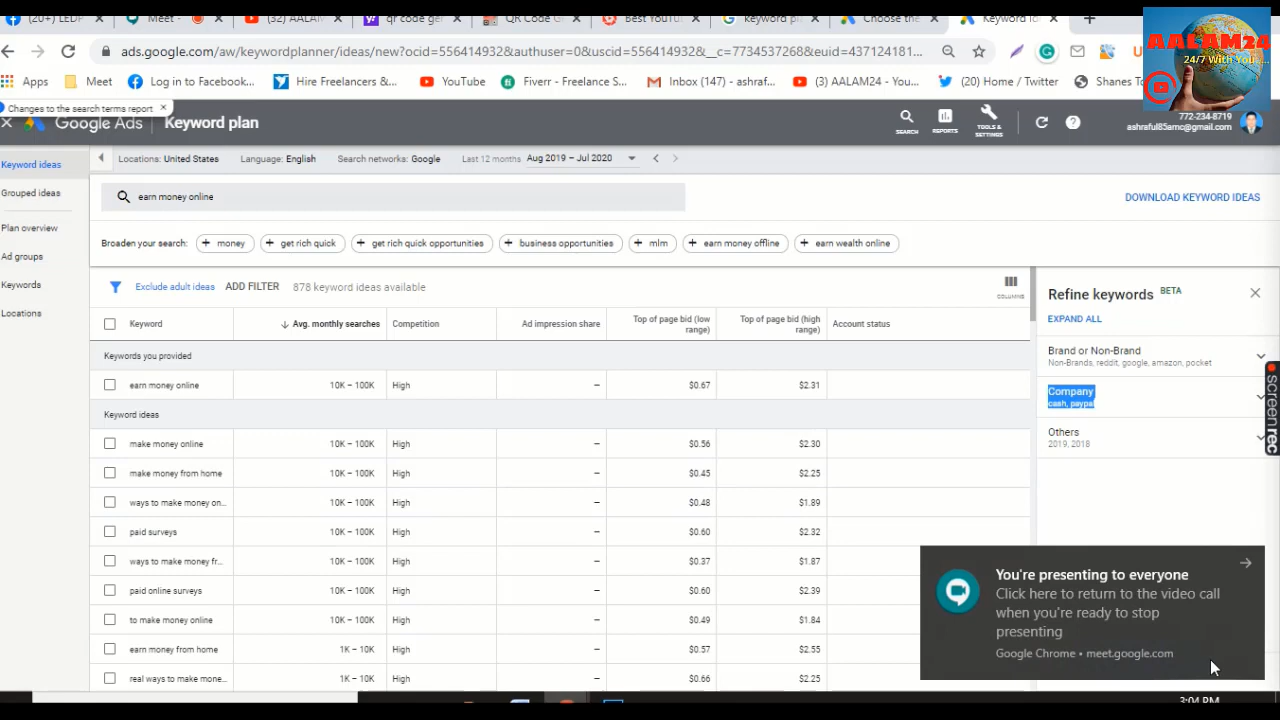 (20+) LEDP
Meet -
(32) AALAM
qr code ger
QR Code G
Best YouTu
keyword pl
Choose the
Keyword id
ads.google.com/aw/keywordplanner/ideas/new?ocid=556414932&authuser=0&uscid=556414932&__c=7734537268&euid=437124181...
Apps
Meet
Log in to Facebook...
Hire Freelancers &...
YouTube
Fiverr - Freelance S...
Inbox (147) - ashraf...
(3) AALAM24 - You...
(20) Home / Twitter
Shanes To
AALAM24
24/7 With You....
Changes to the search terms report
Google Ads
Keyword plan
SEARCH
REPORTS
TOOLS &
SETTINGS
772-234-8719
ashraful85amc@gmail.com
Keyword ideas
Grouped ideas
Plan overview
Ad groups
Keywords
Locations
Locations: United States
Language: English
Search networks: Google
Last 12 months
Aug 2019 – Jul 2020
earn money online
DOWNLOAD KEYWORD IDEAS
Broaden your search:
+ money
+ get rich quick
+ get rich quick opportunities
+ business opportunities
+ mlm
+ earn money offline
+ earn wealth online
Exclude adult ideas
ADD FILTER
878 keyword ideas available
COLUMNS
Keyword
Avg. monthly searches
Competition
Ad impression share
Top of page bid (low
range)
Top of page bid (high
range)
Account status
Keywords you provided
earn money online 10K – 100K High – $0.67 $2.31
Keyword ideas
make money online 10K – 100K High – $0.56 $2.30
make money from home 10K – 100K High – $0.45 $2.25
ways to make money on... 10K – 100K High – $0.48 $1.89
paid surveys 10K – 100K High – $0.60 $2.32
ways to make money fr... 10K – 100K High – $0.37 $1.87
paid online surveys 10K – 100K High – $0.60 $2.39
to make money online 10K – 100K High – $0.49 $1.84
earn money from home 1K – 10K High – $0.57 $2.55
real ways to make mone... 1K – 10K High – $0.66 $2.25
Refine keywords BETA
EXPAND ALL
Brand or Non-Brand
Non-Brands, reddit, google, amazon, pocket
Company
cash, paypal
Others
2019, 2018
screenrec
You're presenting to everyone
Click here to return to the video call
when you're ready to stop
presenting
Google Chrome • meet.google.com
3:04 PM